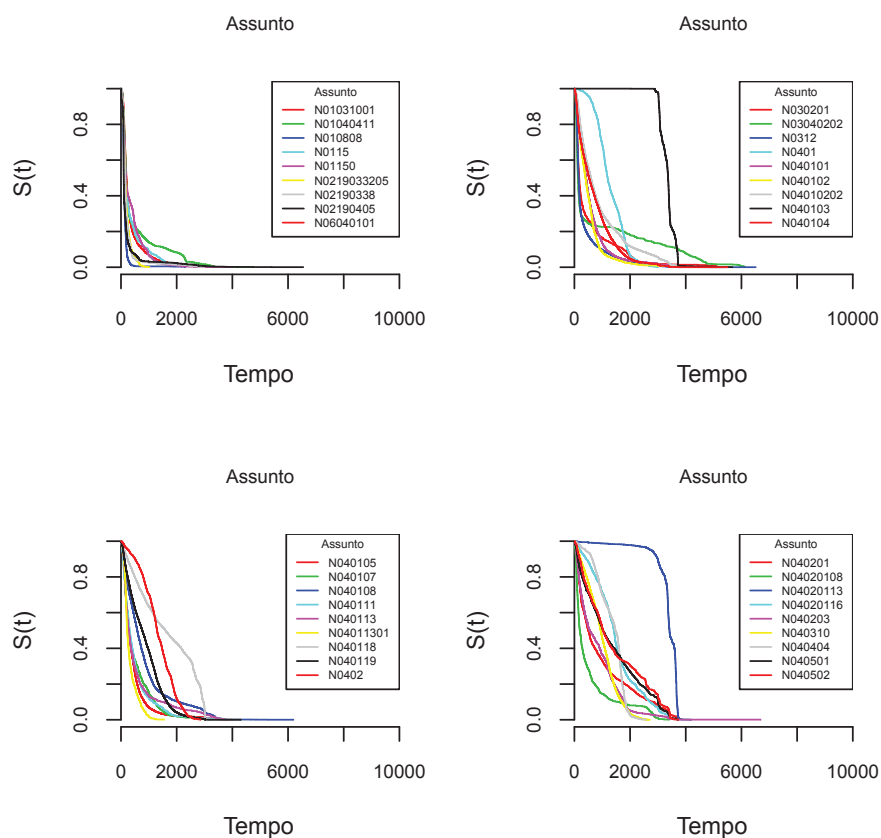 Assunto
S(t)
0.0 0.4 0.8
Assunto
N01031001
N01040411
N010808
N0115
N01150
N0219033205
N02190338
N02190405
N06040101
0 2000 6000 10000
Tempo
Assunto
S(t)
0.0 0.4 0.8
Assunto
N030201
N03040202
N0312
N0401
N040101
N040102
N04010202
N040103
N040104
0 2000 6000 10000
Tempo
Assunto
S(t)
0.0 0.4 0.8
Assunto
N040105
N040107
N040108
N040111
N040113
N04011301
N040118
N040119
N0402
0 2000 6000 10000
Tempo
Assunto
S(t)
0.0 0.4 0.8
Assunto
N040201
N04020108
N04020113
N04020116
N040203
N040310
N040404
N040501
N040502
0 2000 6000 10000
Tempo